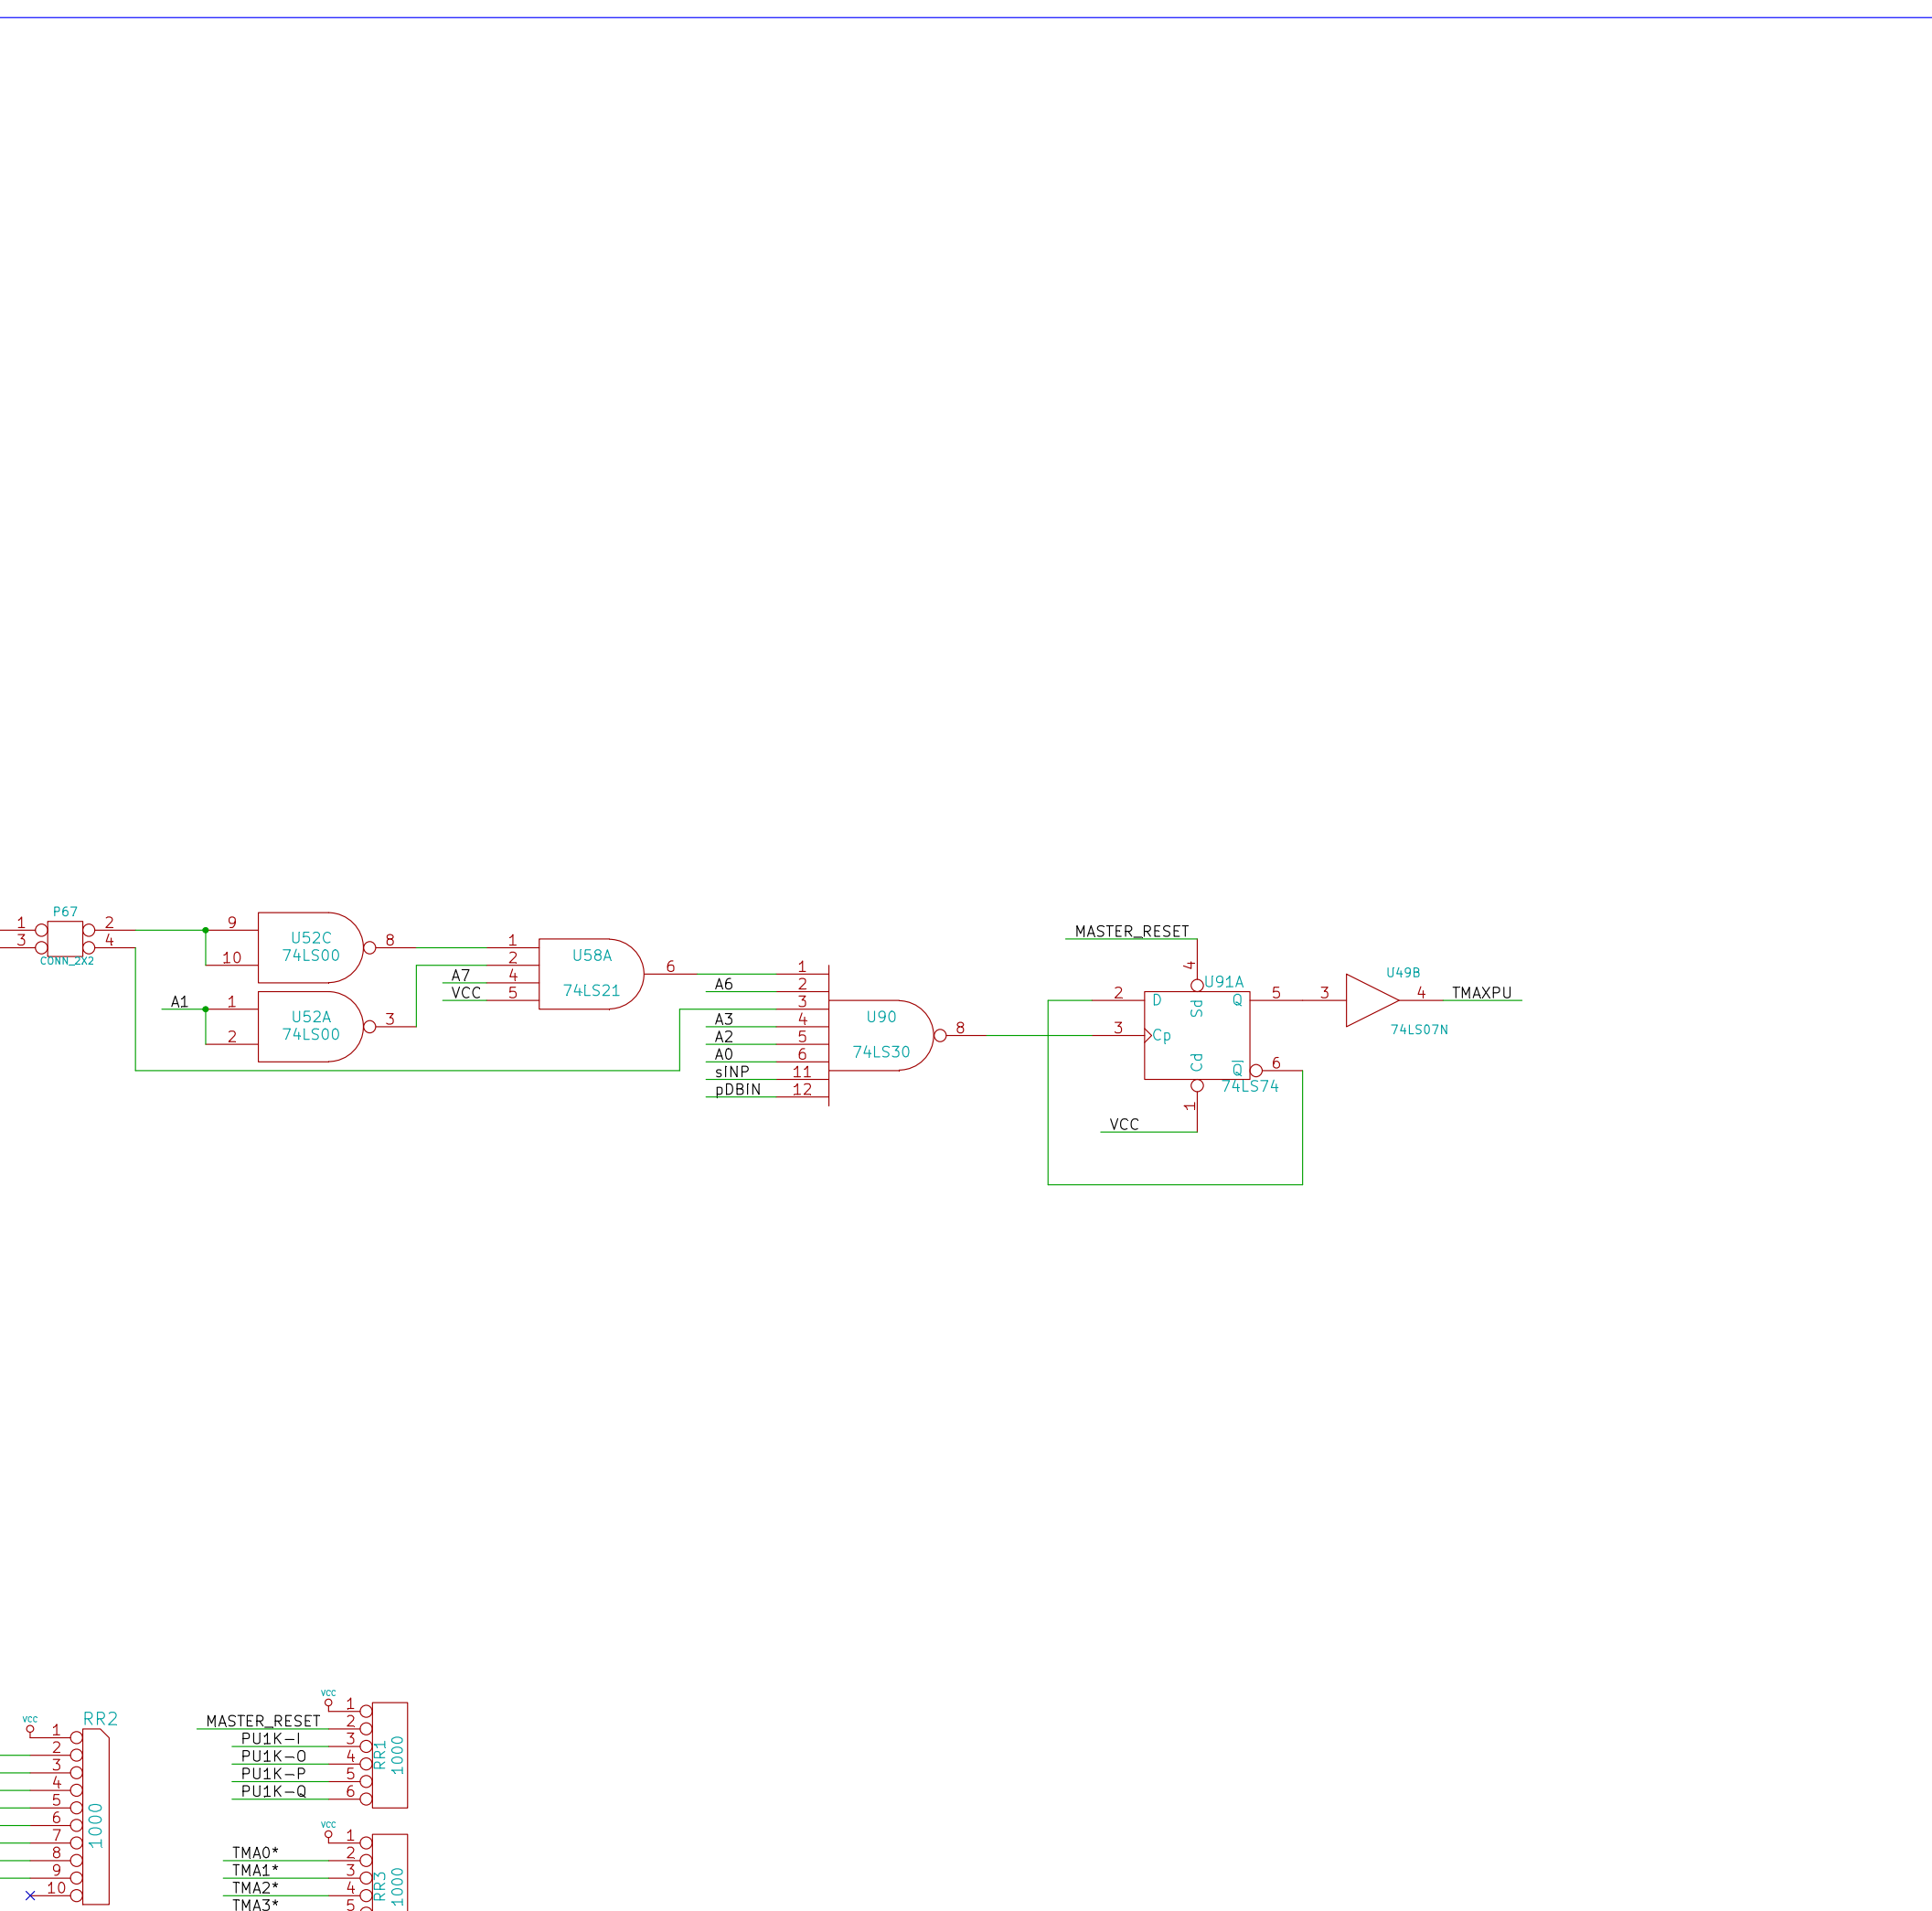 P67
1 2
3 4
CONN_2X2
9
10
U52C
74LS00
8
A1
1
2
U52A
74LS00
3
1
2
A7 4
VCC 5
U58A
74LS21
6
1
A6 2
3
A3 4
A2 5
A0 6
sINP 11
pDBIN 12
U90
74LS30
8
MASTER_RESET
4
U91A
2 D Sd Q 5
3 Cp
Cd Q 6
74LS74
1
VCC
3
U49B
4 TMAXPU
74LS07N
VCC
RR2
1
2
3
4
5
6
7
8
9
10
1000
VCC
1
MASTER_RESET 2
PU1K-I 3
PU1K-O 4
PU1K-P 5
PU1K-Q 6
RR1
1000
VCC
1
TMA0* 2
TMA1* 3
TMA2* 4
TMA3* 5
RR3
1000